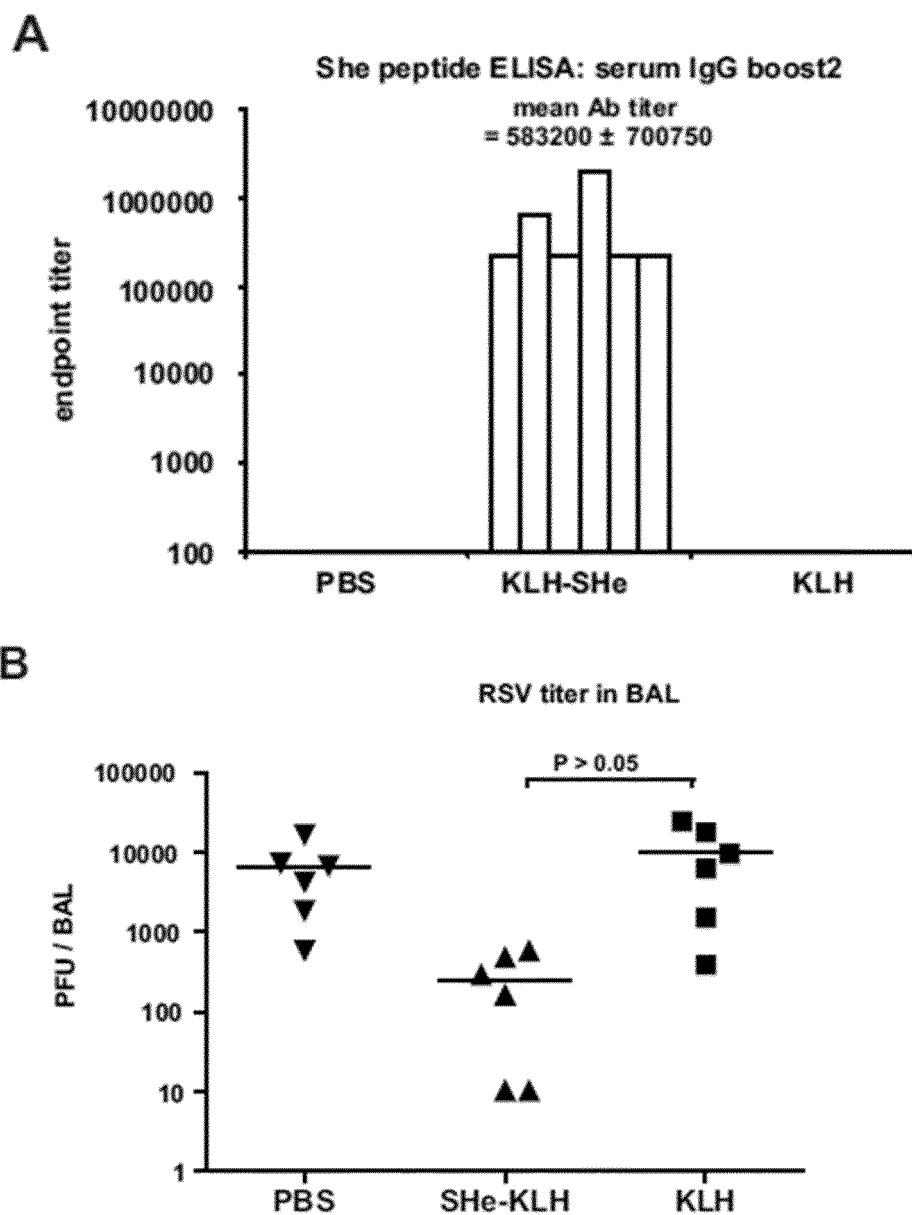 A
She peptide ELISA: serum IgG boost2
mean Ab titer
= 583200 ± 700750
10000000
1000000
100000
10000
1000
100
endpoint titer
PBS KLH-SHe KLH
B
RSV titer in BAL
P > 0.05
100000
10000
1000
100
10
1
PFU / BAL
PBS SHe-KLH KLH